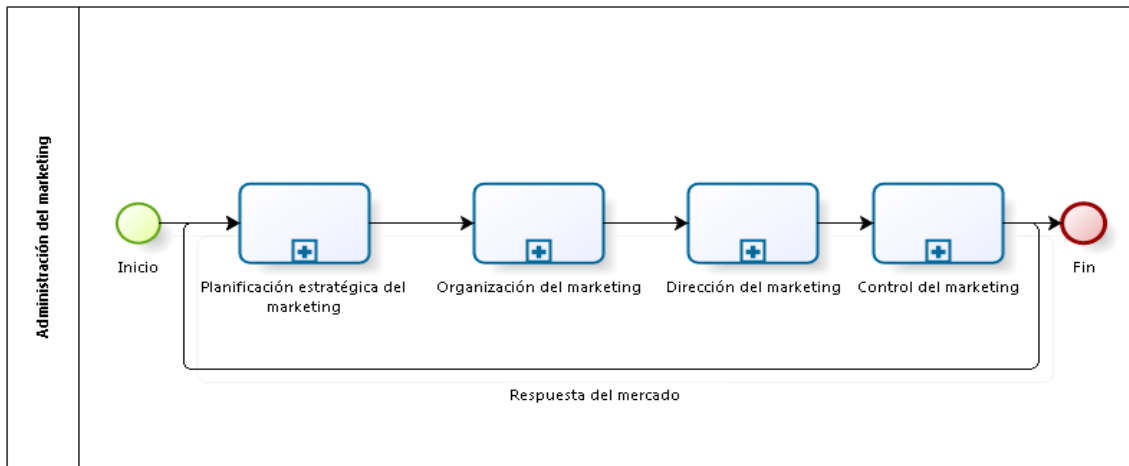 Administración del marketing
Inicio
Planificación estratégica del
marketing
Organización del marketing
Dirección del marketing
Control del marketing
Fin
Respuesta del mercado